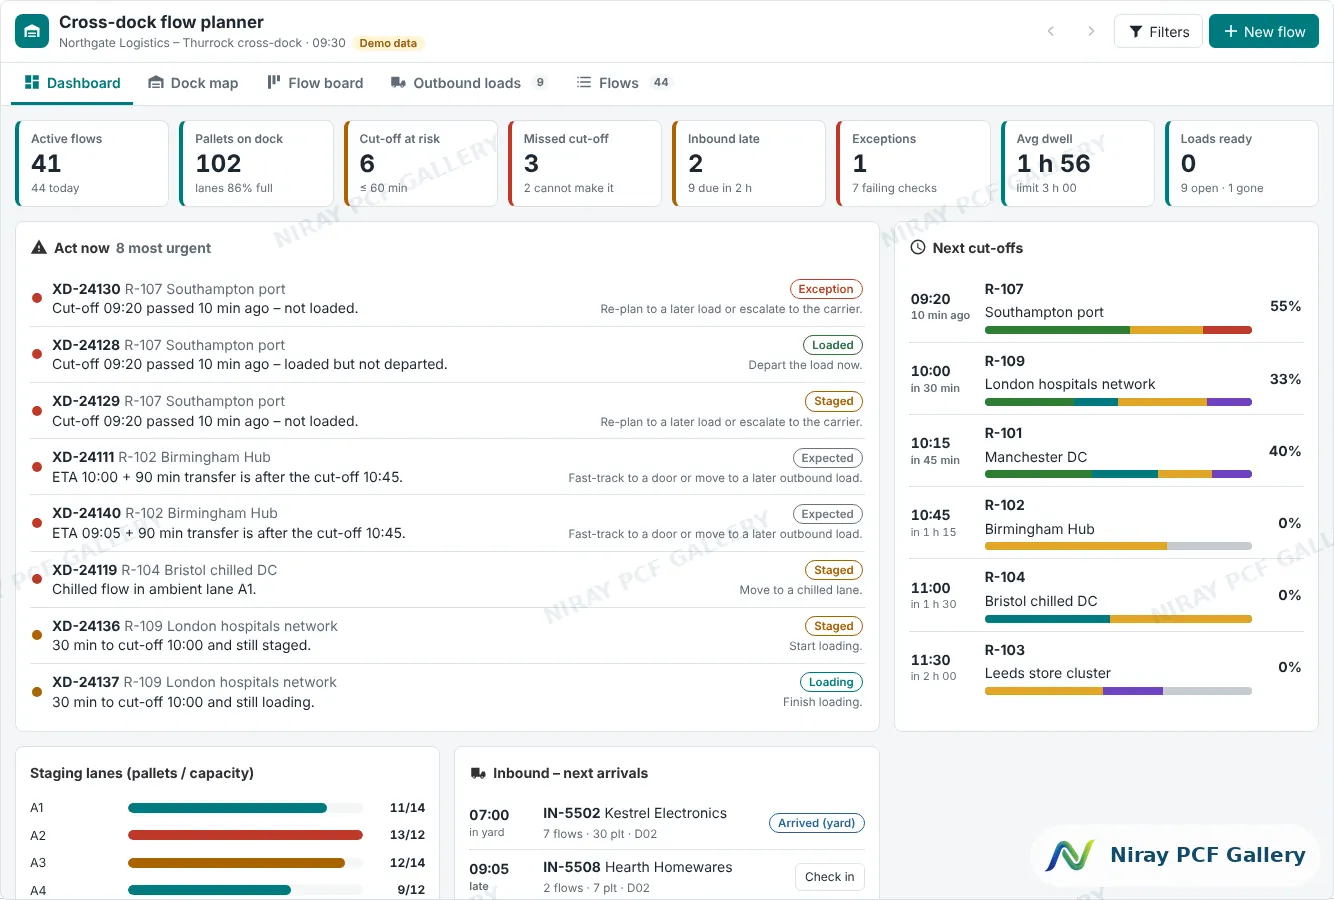 Cross-dock flow planner
Northgate Logistics – Thurrock cross-dock · 09:30 Demo data
Filters
New flow
Dashboard
Dock map
Flow board
Outbound loads 9
Flows 44
Active flows
41
44 today
Pallets on dock
102
lanes 86% full
Cut-off at risk
6
≤ 60 min
Missed cut-off
3
2 cannot make it
Inbound late
2
9 due in 2 h
Exceptions
1
7 failing checks
Avg dwell
1 h 56
limit 3 h 00
Loads ready
0
9 open · 1 gone
Act now 8 most urgent
XD-24130 R-107 Southampton port
Exception
Cut-off 09:20 passed 10 min ago – not loaded.
Re-plan to a later load or escalate to the carrier.
XD-24128 R-107 Southampton port
Loaded
Cut-off 09:20 passed 10 min ago – loaded but not departed.
Depart the load now.
XD-24129 R-107 Southampton port
Staged
Cut-off 09:20 passed 10 min ago – not loaded.
Re-plan to a later load or escalate to the carrier.
XD-24111 R-102 Birmingham Hub
Expected
ETA 10:00 + 90 min transfer is after the cut-off 10:45.
Fast-track to a door or move to a later outbound load.
XD-24140 R-102 Birmingham Hub
Expected
ETA 09:05 + 90 min transfer is after the cut-off 10:45.
Fast-track to a door or move to a later outbound load.
XD-24119 R-104 Bristol chilled DC
Staged
Chilled flow in ambient lane A1.
Move to a chilled lane.
XD-24136 R-109 London hospitals network
Staged
30 min to cut-off 10:00 and still staged.
Start loading.
XD-24137 R-109 London hospitals network
Loading
30 min to cut-off 10:00 and still loading.
Finish loading.
Next cut-offs
09:20
10 min ago
R-107
Southampton port
55%
10:00
in 30 min
R-109
London hospitals network
33%
10:15
in 45 min
R-101
Manchester DC
40%
10:45
in 1 h 15
R-102
Birmingham Hub
0%
11:00
in 1 h 30
R-104
Bristol chilled DC
0%
11:30
in 2 h 00
R-103
Leeds store cluster
0%
Staging lanes (pallets / capacity)
A1 11/14
A2 13/12
A3 12/14
A4 9/12
Inbound – next arrivals
07:00
in yard
IN-5502 Kestrel Electronics
7 flows · 30 plt · D02
Arrived (yard)
09:05
late
IN-5508 Hearth Homewares
2 flows · 7 plt · D02
Check in
Niray PCF Gallery
NIRAY PCF GALLERY
NIRAY PCF GALLERY
NIRAY PCF GALLERY
NIRAY PCF GALLERY
PCF GALLERY